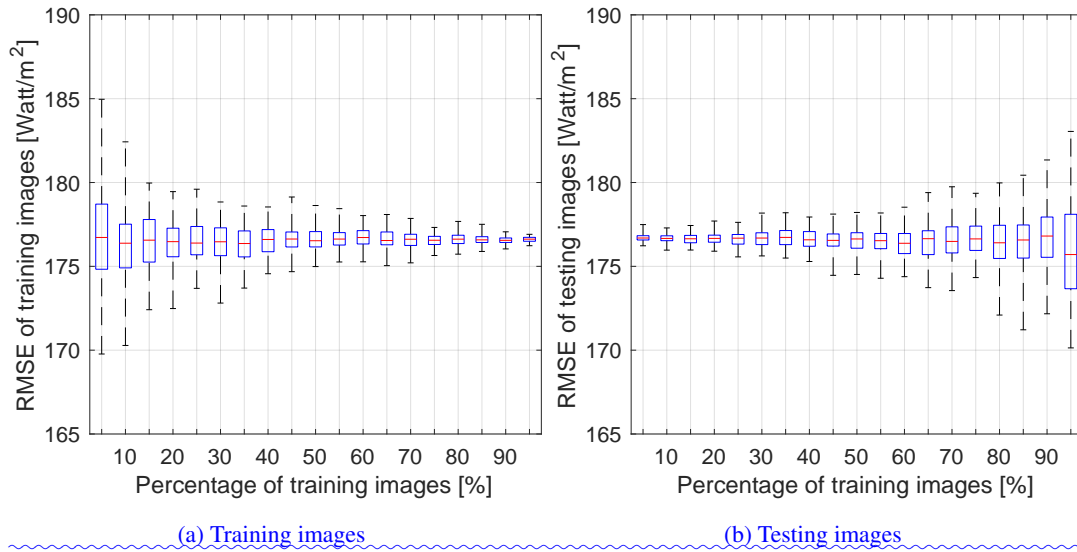 190
185
180
175
170
165
RMSE of training images [Watt/m²]
10 20 30 40 50 60 70 80 90
Percentage of training images [%]
(a) Training images
190
185
180
175
170
165
RMSE of testing images [Watt/m²]
10 20 30 40 50 60 70 80 90
Percentage of training images [%]
(b) Testing images